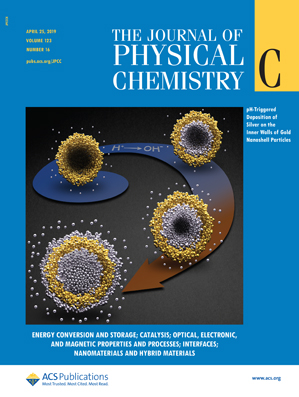 APRIL 25, 2019
VOLUME 123
NUMBER 16
pubs.acs.org/JPCC
THE JOURNAL OF
PHYSICAL
CHEMISTRY
C
pH-Triggered
Deposition of
Silver on the
Inner Walls of Gold
Nanoshell Particles
H⁺ → OH⁻
ENERGY CONVERSION AND STORAGE; CATALYSIS; OPTICAL, ELECTRONIC,
AND MAGNETIC PROPERTIES AND PROCESSES; INTERFACES;
NANOMATERIALS AND HYBRID MATERIALS
ACS Publications
Most Trusted. Most Cited. Most Read.
www.acs.org